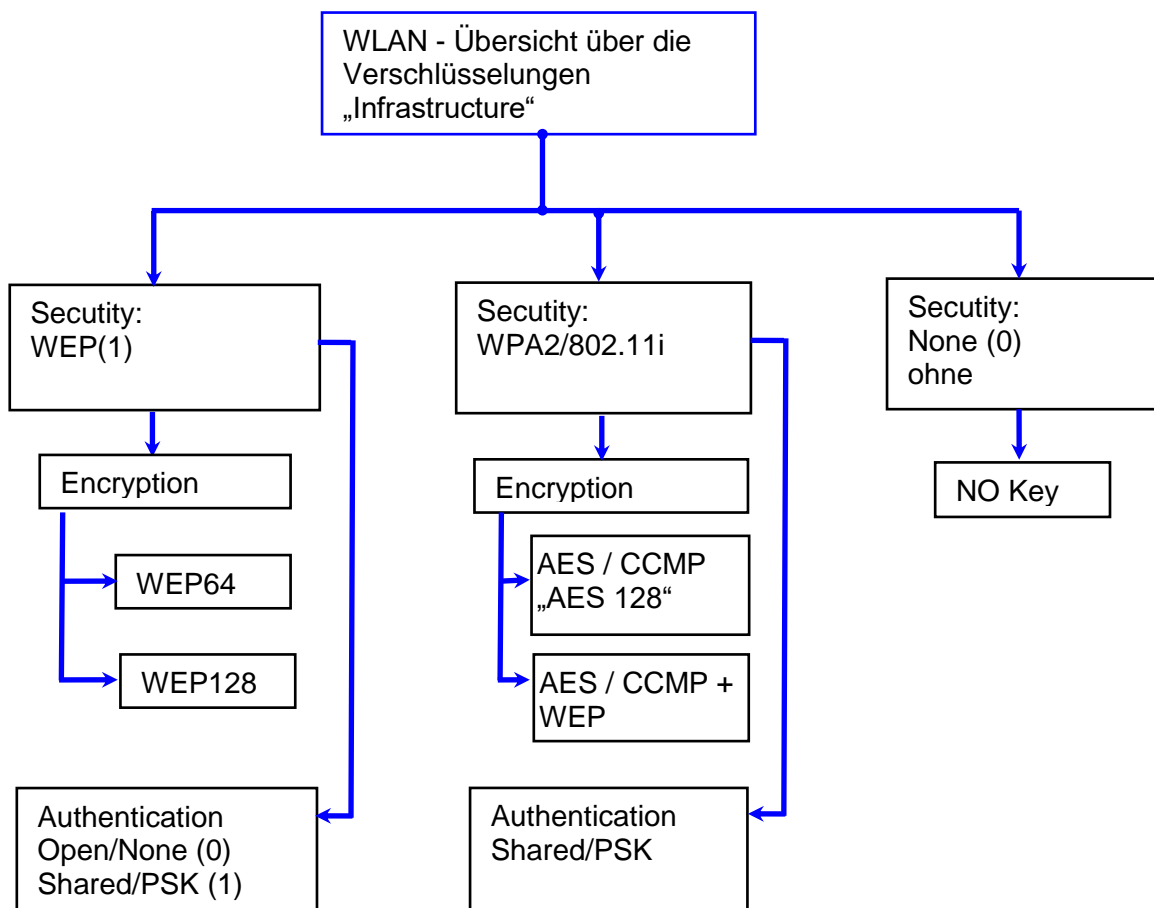 WLAN - Übersicht über die
Verschlüsselungen
„Infrastructure“
Secutity:
WEP(1)
Encryption
WEP64
WEP128
Authentication
Open/None (0)
Shared/PSK (1)
Secutity:
WPA2/802.11i
Encryption
AES / CCMP
„AES 128“
AES / CCMP +
WEP
Authentication
Shared/PSK
Secutity:
None (0)
ohne
NO Key